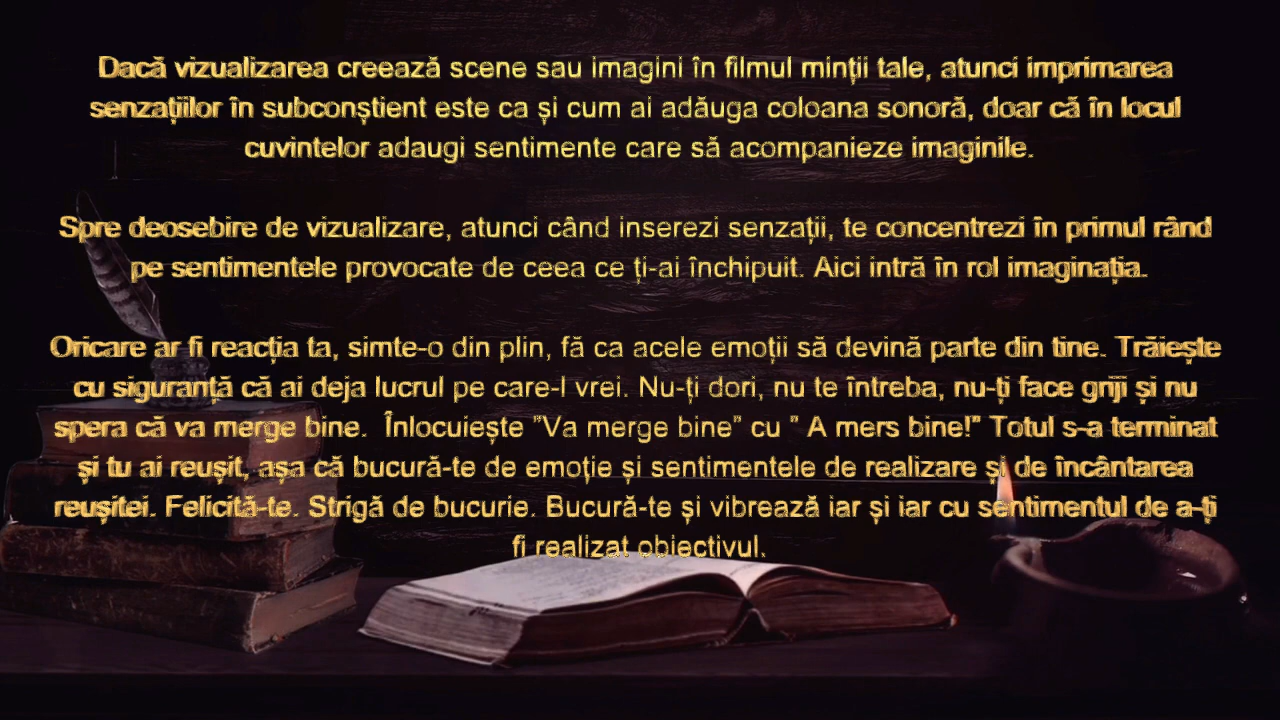 Dacă vizualizarea creează scene sau imagini în filmul minții tale, atunci imprimarea
senzațiilor în subconștient este ca și cum ai adăuga coloana sonoră, doar că în locul
cuvintelor adaugi sentimente care să acompanieze imaginile.
Spre deosebire de vizualizare, atunci când inserezi senzații, te concentrezi în primul rând
pe sentimentele provocate de ceea ce ți-ai închipuit. Aici intră în rol imaginația.
Oricare ar fi reacția ta, simte-o din plin, fă ca acele emoții să devină parte din tine. Trăiește
cu siguranță că ai deja lucrul pe care-l vrei. Nu-ți dori, nu te întreba, nu-ți face griji și nu
spera că va merge bine.  Înlocuiește ”Va merge bine” cu ” A mers bine!” Totul s-a terminat
și tu ai reușit, așa că bucură-te de emoție și sentimentele de realizare și de încântarea
reușitei. Felicită-te. Strigă de bucurie. Bucură-te și vibrează iar și iar cu sentimentul de a-ți
fi realizat obiectivul.